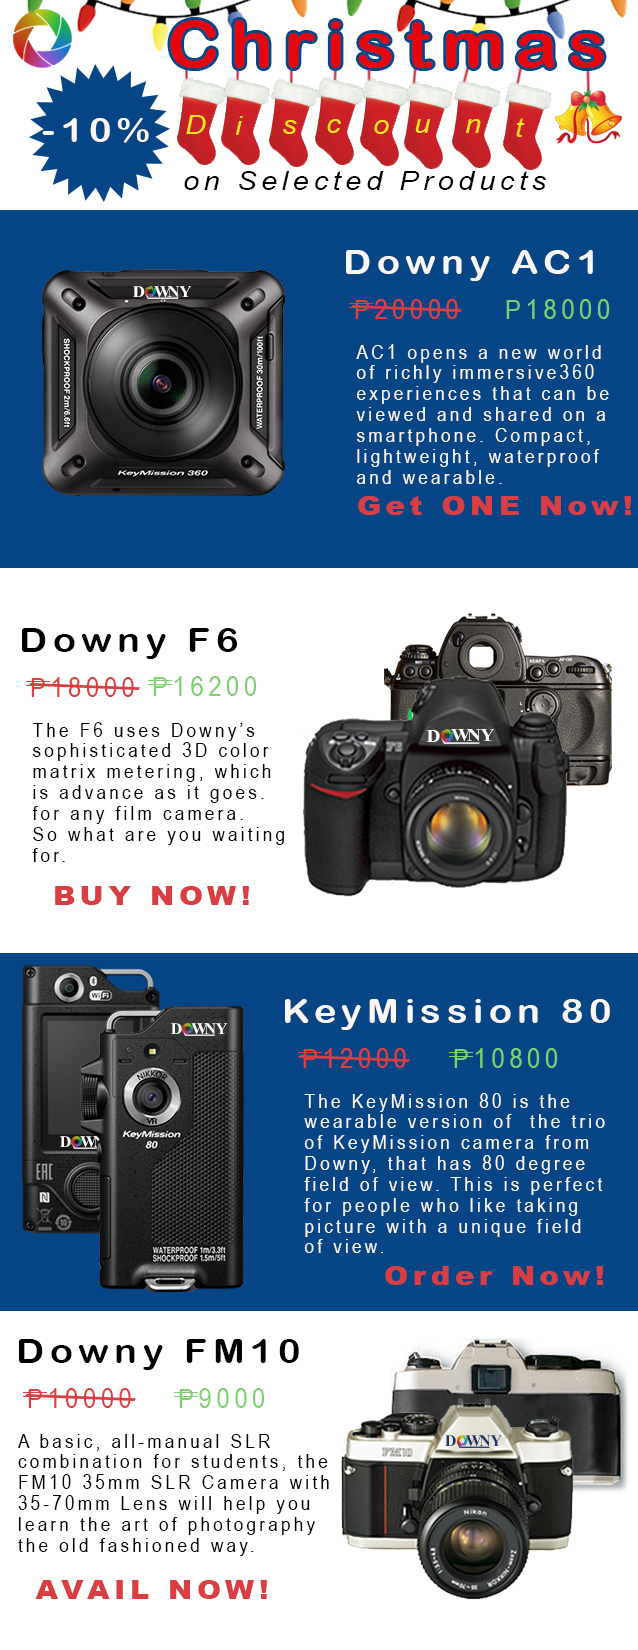 Christmas
-10%
Discount
on Selected Products
Downy AC1
₱20000 P18000
DOWNY
SHOCKPROOF 2m/6.6ft
WATERPROOF 30m/100ft
KeyMission 360
AC1 opens a new world
of richly immersive360
experiences that can be
viewed and shared on a
smartphone. Compact,
lightweight, waterproof
and wearable.
Get ONE Now!
Downy F6
₱18000 ₱16200
The F6 uses Downy's
sophisticated 3D color
matrix metering, which
is advance as it goes.
for any film camera.
So what are you waiting
for.
BUY NOW!
AF-ON
DOWNY
F6
KeyMission 80
₱12000 ₱10800
WiFi
DOWNY
NIKKOR
VR
KeyMission
80
DOWN
EAC
WATERPROOF 1m/3.3ft
SHOCKPROOF 1.5m/5ft
The KeyMission 80 is the
wearable version of the trio
of KeyMission camera from
Downy, that has 80 degree
field of view. This is perfect
for people who like taking
picture with a unique field
of view.
Order Now!
Downy FM10
₱10000 ₱9000
A basic, all-manual SLR
combination for students, the
FM10 35mm SLR Camera with
35-70mm Lens will help you
learn the art of photography
the old fashioned way.
AVAIL NOW!
DOWNY
FM10
Nikon
Zoom-NIKKOR